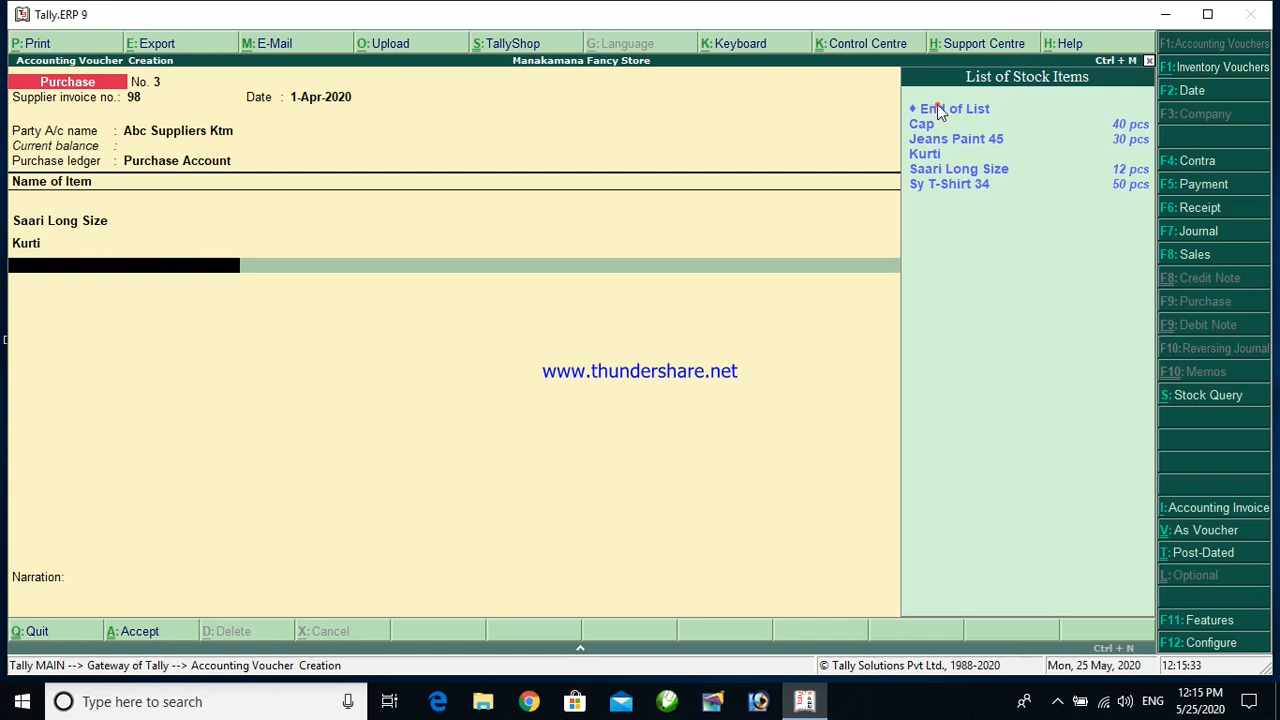 Tally.ERP 9
P: Print
E: Export
M: E-Mail
O: Upload
S: TallyShop
G: Language
K: Keyboard
K: Control Centre
H: Support Centre
H: Help
F1: Accounting Vouchers
Accounting Voucher Creation
Manakamana Fancy Store
Ctrl + M
Purchase No. 3
Supplier invoice no.: 98 Date : 1-Apr-2020
Party A/c name : Abc Suppliers Ktm
Current balance :
Purchase ledger : Purchase Account
Name of Item
Saari Long Size
Kurti
www.thundershare.net
Narration:
List of Stock Items
♦ End of List
Cap 40 pcs
Jeans Paint 45 30 pcs
Kurti
Saari Long Size 12 pcs
Sy T-Shirt 34 50 pcs
F1: Inventory Vouchers
F2: Date
F3: Company
F4: Contra
F5: Payment
F6: Receipt
F7: Journal
F8: Sales
F8: Credit Note
F9: Purchase
F9: Debit Note
F10: Reversing Journal
F10: Memos
S: Stock Query
I: Accounting Invoice
V: As Voucher
T: Post-Dated
L: Optional
F11: Features
F12: Configure
Q: Quit
A: Accept
D: Delete
X: Cancel
Ctrl + N
Tally MAIN --> Gateway of Tally --> Accounting Voucher Creation
© Tally Solutions Pvt Ltd., 1988-2020
Mon, 25 May, 2020
12:15:33
Type here to search
ENG
12:15 PM
5/25/2020